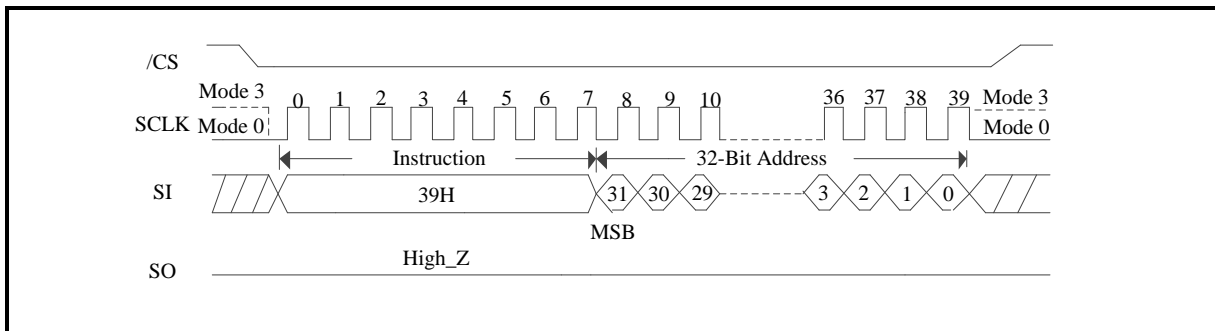 /CS
Mode 3
0 1 2 3 4 5 6 7 8 9 10 36 37 38 39
Mode 3
SCLK
Mode 0
Mode 0
Instruction
32-Bit Address
SI
39H
31 30 29 3 2 1 0
MSB
High_Z
SO